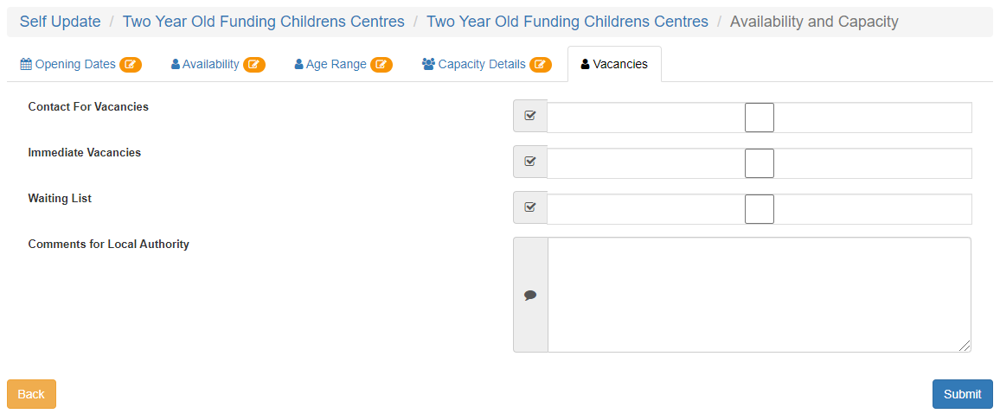 Self Update / Two Year Old Funding Childrens Centres / Two Year Old Funding Childrens Centres / Availability and Capacity
Opening Dates Availability Age Range Capacity Details Vacancies
Contact For Vacancies
Immediate Vacancies
Waiting List
Comments for Local Authority
Back Submit